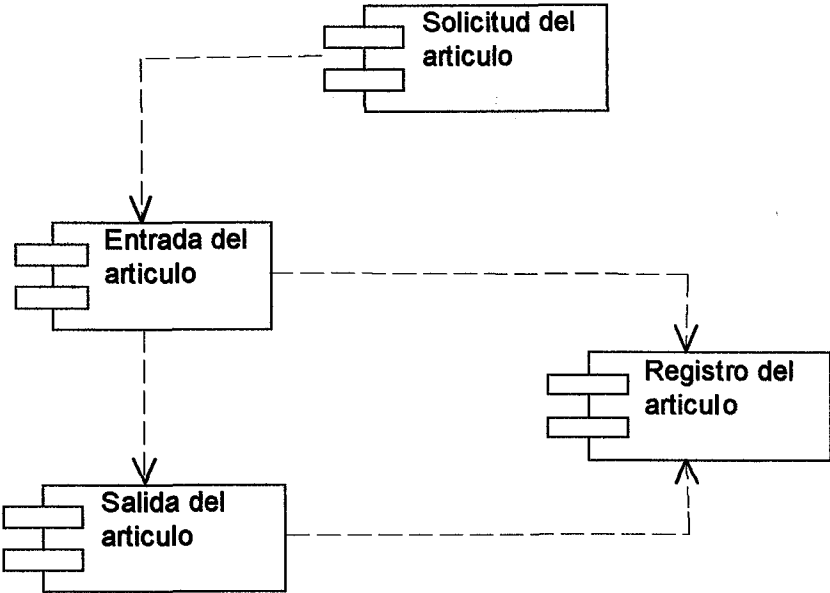 Solicitud del
articulo
Entrada del
articulo
Registro del
articulo
Salida del
articulo